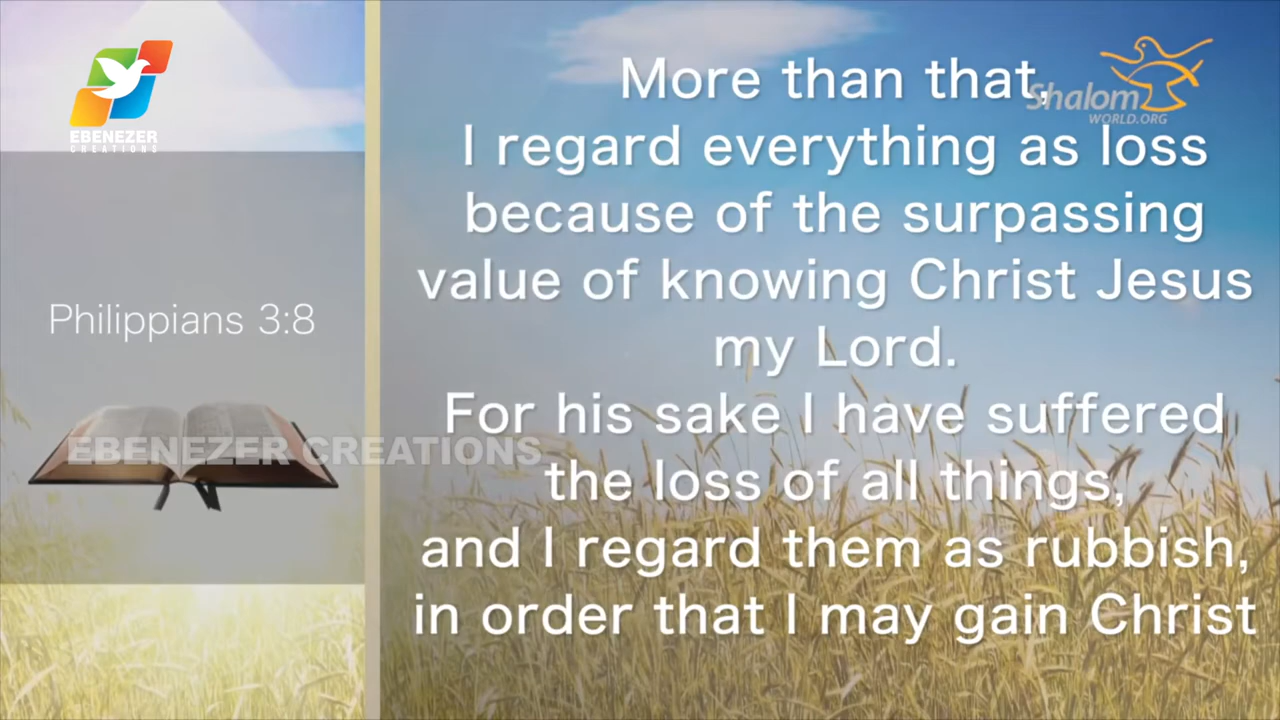 EBENEZER
CREATIONS
Philippians 3:8
EBENEZER CREATIONS
Shalom
WORLD.ORG
More than that,
I regard everything as loss
because of the surpassing
value of knowing Christ Jesus
my Lord.
For his sake I have suffered
the loss of all things,
and I regard them as rubbish,
in order that I may gain Christ